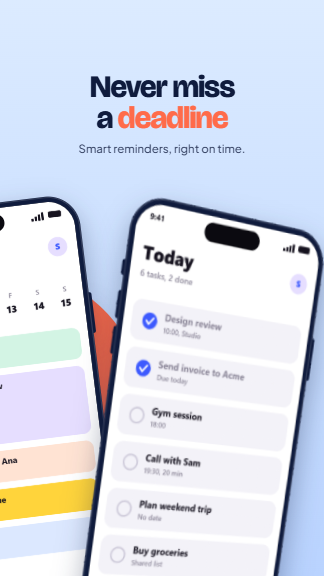 Never miss
a deadline
Smart reminders, right on time.
S
F S S
13 14 15
Ana
9:41
Today
6 tasks, 2 done
S
Design review
10:00, Studio
Send invoice to Acme
Due today
Gym session
18:00
Call with Sam
19:30, 20 min
Plan weekend trip
No date
Buy groceries
Shared list